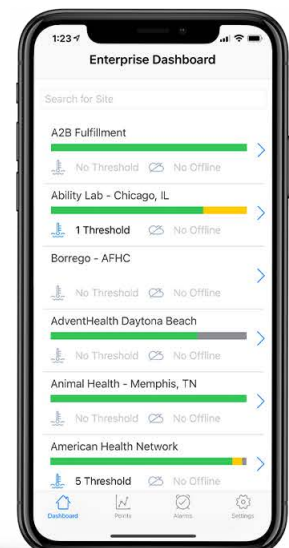 1:23
Enterprise Dashboard
Search for Site
A2B Fulfillment
No Threshold No Offline
Ability Lab - Chicago, IL
1 Threshold No Offline
Borrego - AFHC
No Threshold No Offline
AdventHealth Daytona Beach
No Threshold No Offline
Animal Health - Memphis, TN
No Threshold No Offline
American Health Network
5 Threshold No Offline
Dashboard Points Alarms Settings